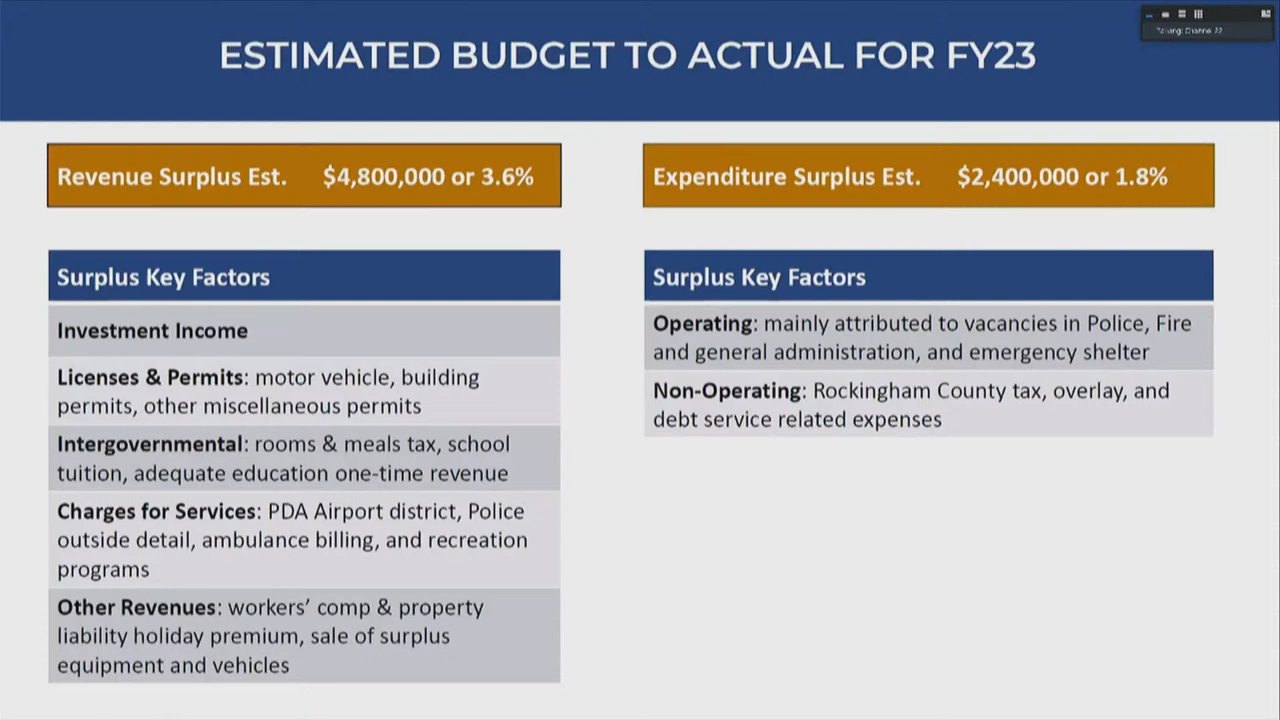 ESTIMATED BUDGET TO ACTUAL FOR FY23
Revenue Surplus Est. $4,800,000 or 3.6%
Surplus Key Factors
Investment Income
Licenses & Permits: motor vehicle, building
permits, other miscellaneous permits
Intergovernmental: rooms & meals tax, school
tuition, adequate education one-time revenue
Charges for Services: PDA Airport district, Police
outside detail, ambulance billing, and recreation
programs
Other Revenues: workers’ comp & property
liability holiday premium, sale of surplus
equipment and vehicles
Expenditure Surplus Est. $2,400,000 or 1.8%
Surplus Key Factors
Operating: mainly attributed to vacancies in Police, Fire
and general administration, and emergency shelter
Non-Operating: Rockingham County tax, overlay, and
debt service related expenses
Talking: Channel 22